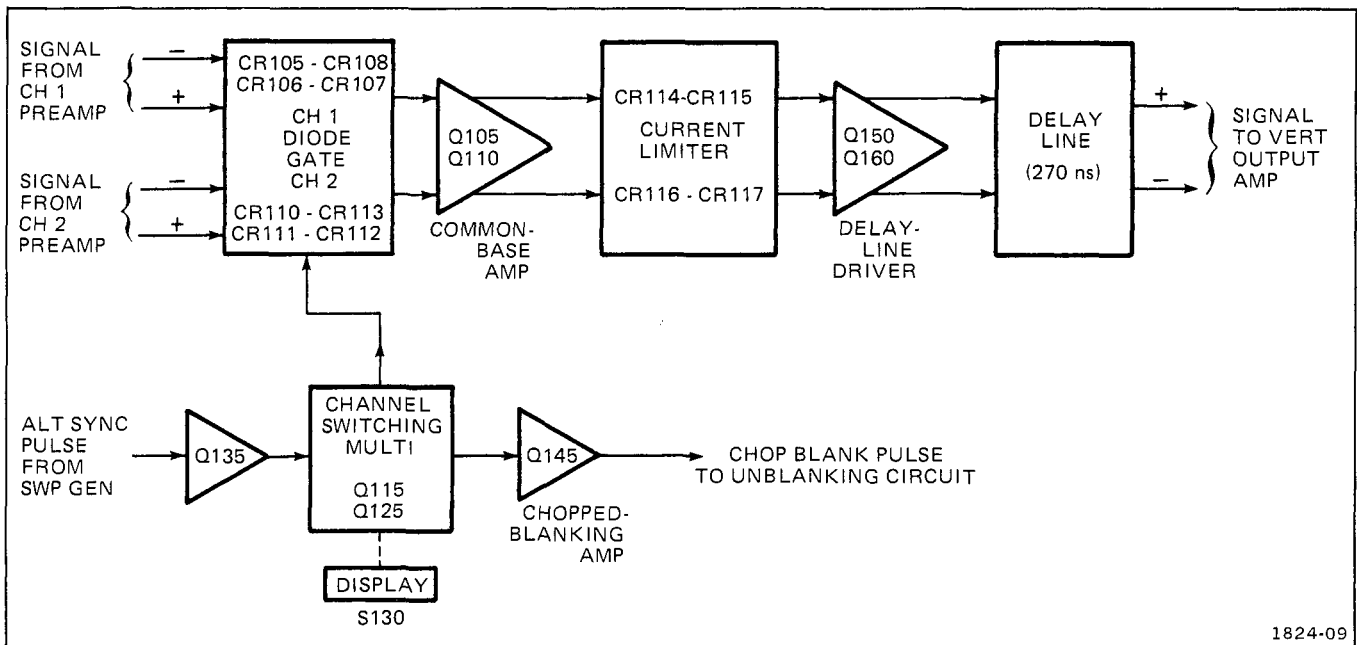 SIGNAL
FROM
CH 1
PREAMP
−
+
SIGNAL
FROM
CH 2
PREAMP
−
+
CR105 - CR108
CR106 - CR107
CH 1
DIODE
GATE
CH 2
CR110 - CR113
CR111 - CR112
Q105
Q110
COMMON-
BASE
AMP
CR114-CR115
CURRENT
LIMITER
CR116 - CR117
Q150
Q160
DELAY-
LINE
DRIVER
DELAY
LINE
(270 ns)
+
−
SIGNAL
TO VERT
OUTPUT
AMP
ALT SYNC
PULSE
FROM
SWP GEN
Q135
CHANNEL
SWITCHING
MULTI
Q115
Q125
DISPLAY
S130
Q145
CHOPPED-
BLANKING
AMP
CHOP BLANK PULSE
TO UNBLANKING CIRCUIT
1824-09